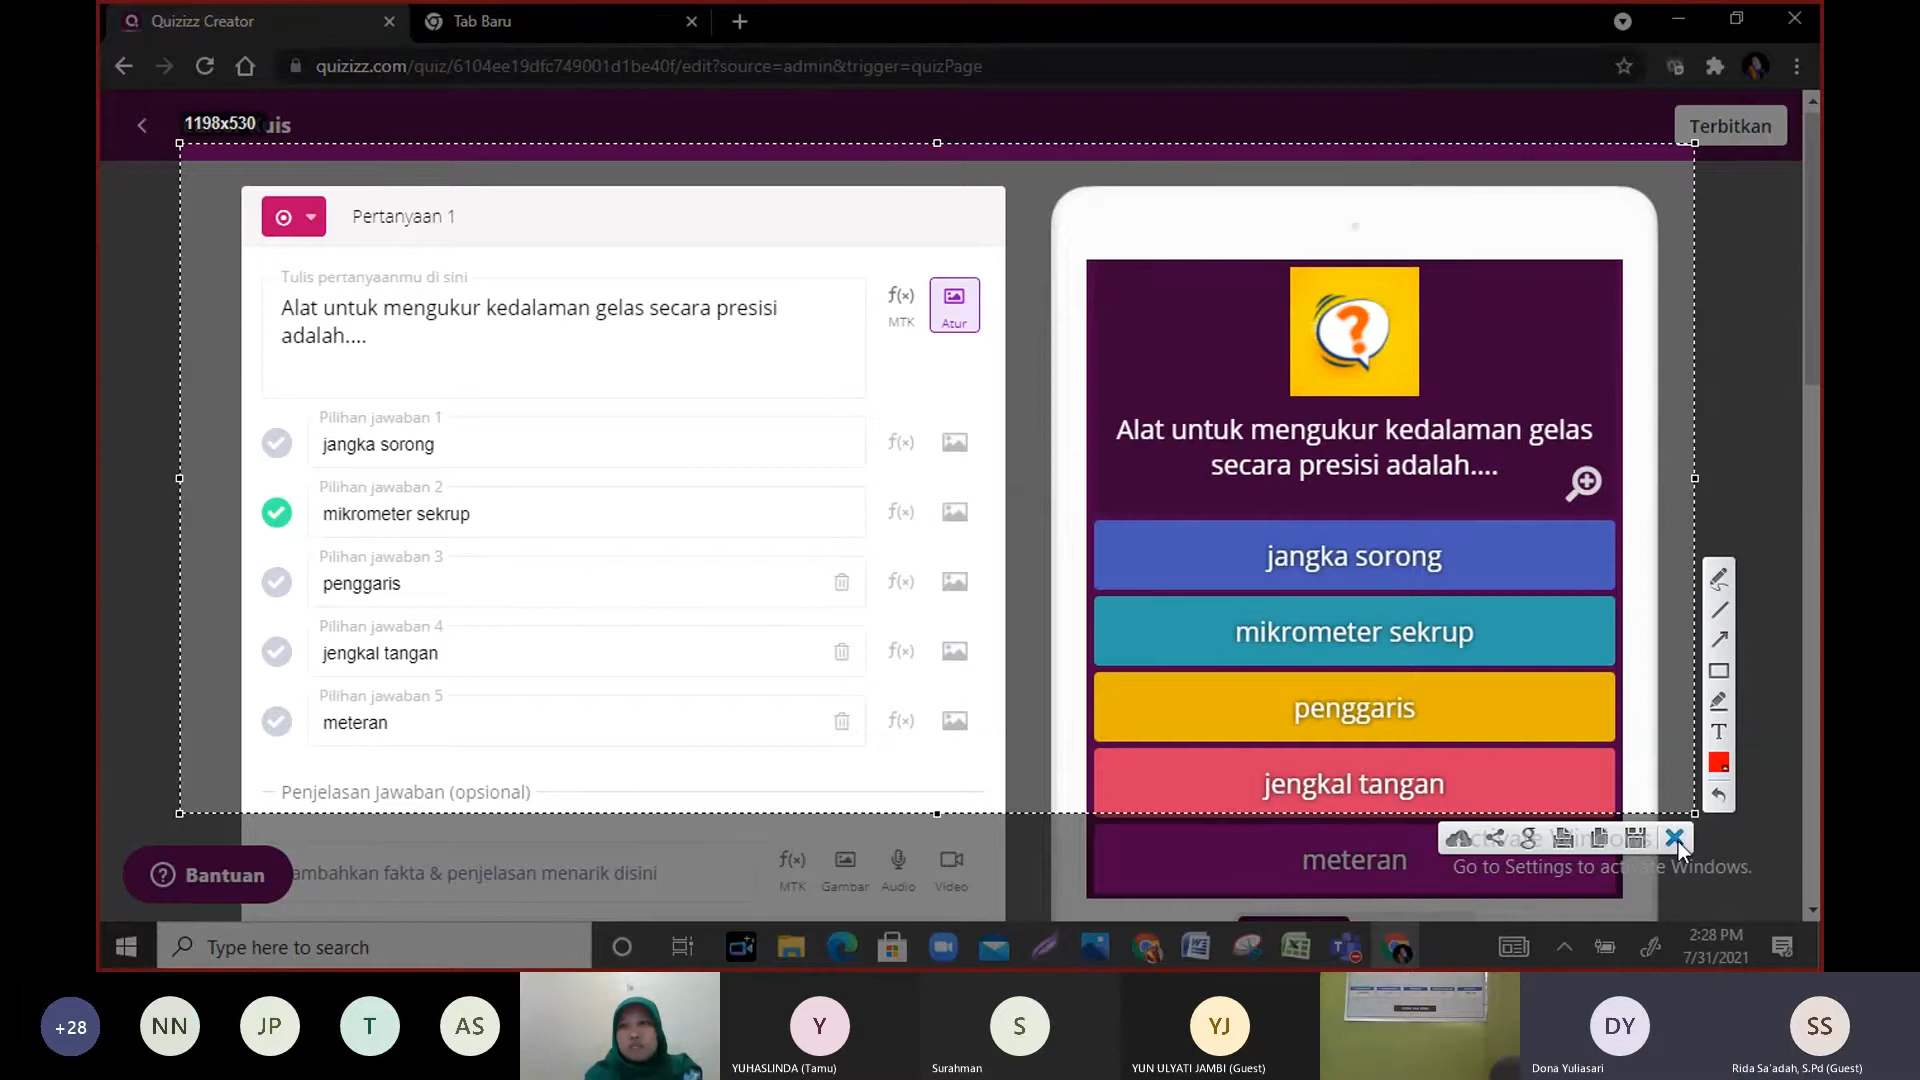 Quizizz Creator
Tab Baru
quizizz.com/quiz/6104ee19dfc749001d1be40f/edit?source=admin&trigger=quizPage
1198x530
uis
Terbitkan
Pertanyaan 1
Tulis pertanyaanmu di sini
Alat untuk mengukur kedalaman gelas secara presisi
adalah....
f(x)
MTK
Atur
Pilihan jawaban 1
jangka sorong
f(x)
Pilihan jawaban 2
mikrometer sekrup
f(x)
Pilihan jawaban 3
penggaris
f(x)
Pilihan jawaban 4
jengkal tangan
f(x)
Pilihan jawaban 5
meteran
f(x)
Penjelasan Jawaban (opsional)
Bantuan
ambahkan fakta & penjelasan menarik disini
f(x)
MTK
Gambar
Audio
Video
Alat untuk mengukur kedalaman gelas
secara presisi adalah....
jangka sorong
mikrometer sekrup
penggaris
jengkal tangan
meteran
T
Go to Settings to activate Windows.
Type here to search
2:28 PM
7/31/2021
+28
NN
JP
T
AS
Y
YUHASLINDA (Tamu)
S
Surahman
YJ
YUN ULYATI JAMBI (Guest)
DY
Dona Yuliasari
SS
Rida Sa'adah, S.Pd (Guest)